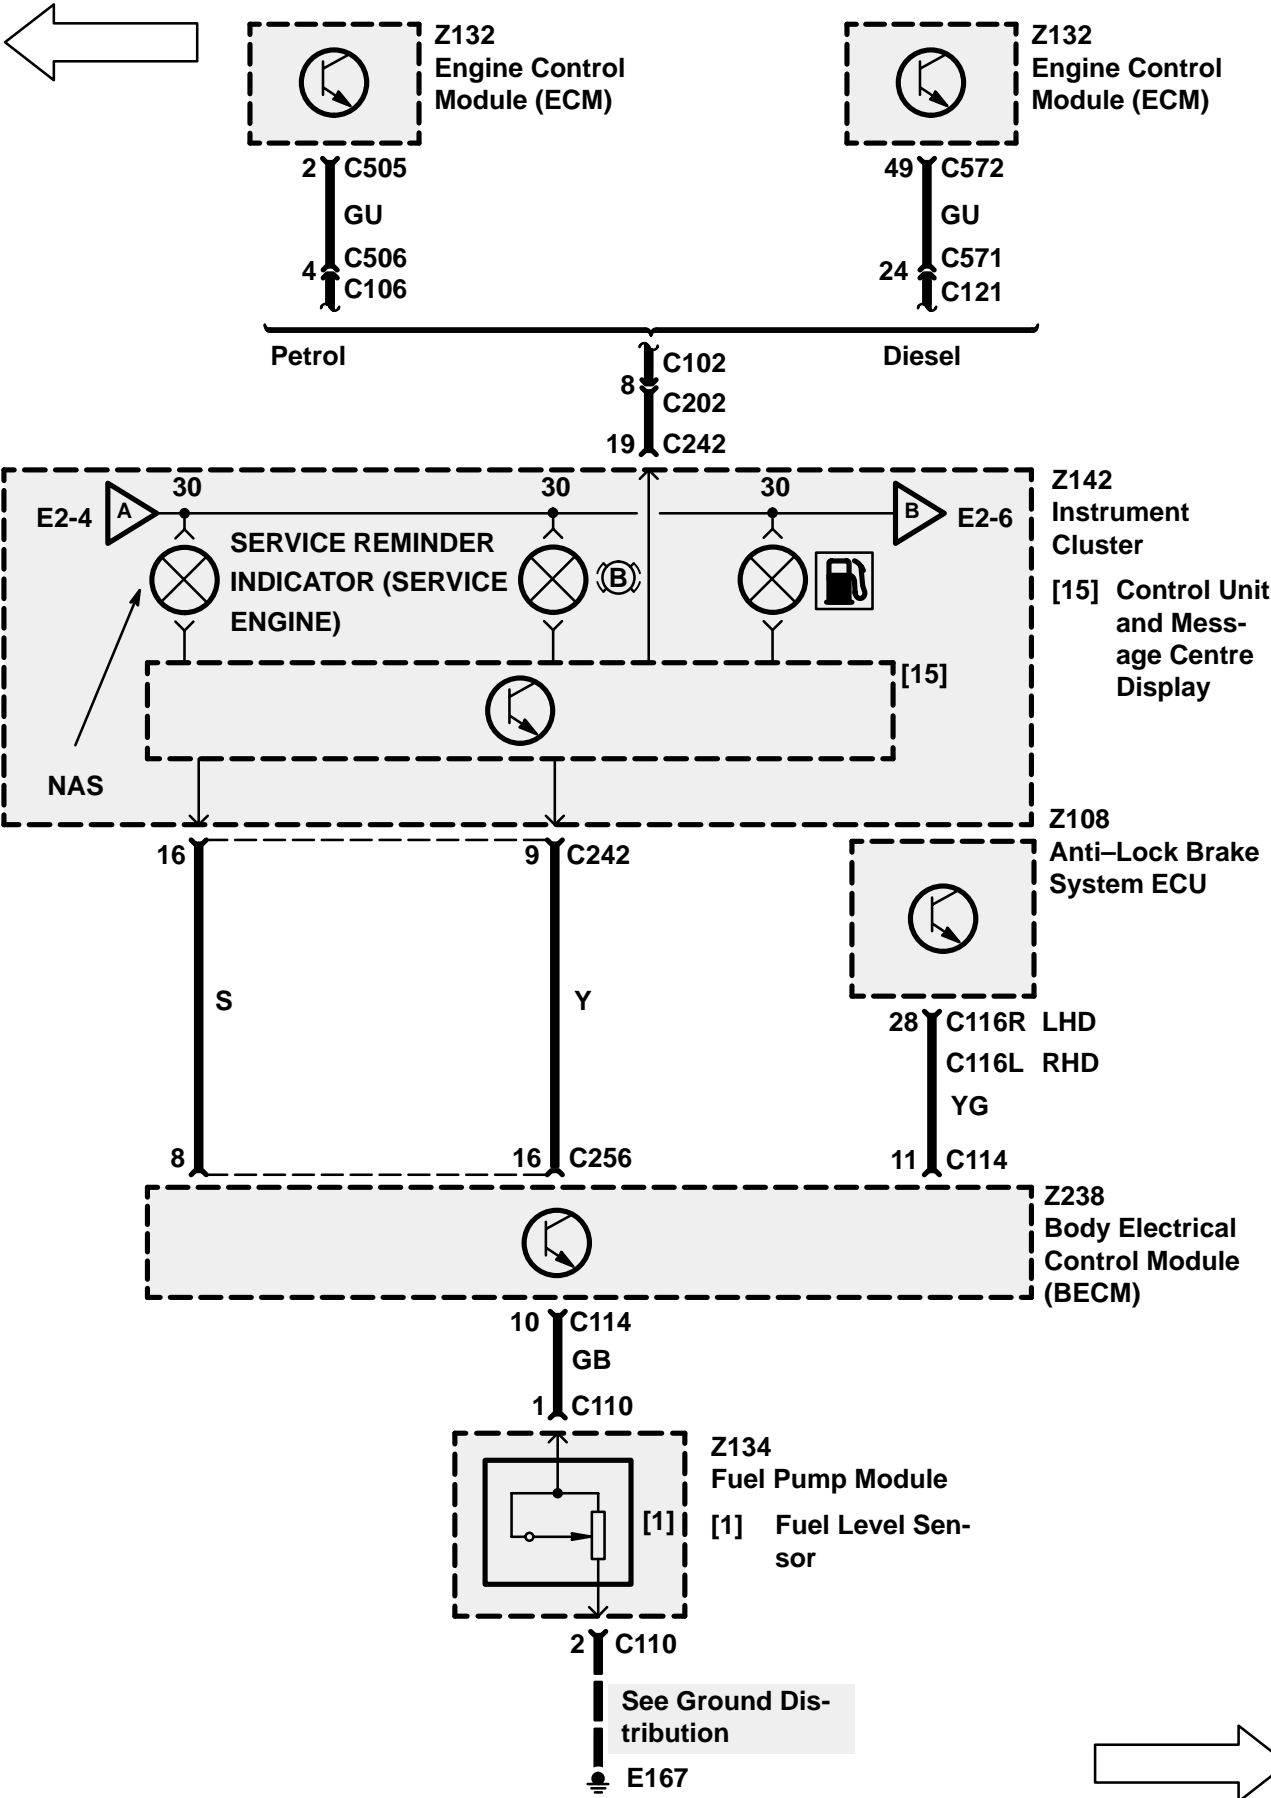 Z132
Engine Control
Module (ECM)
Z132
Engine Control
Module (ECM)
2 C505
GU
4 C506
C106
49 C572
GU
24 C571
C121
Petrol
Diesel
8 C102
C202
19 C242
Z142
Instrument
Cluster
[15] Control Unit
and Mess-
age Centre
Display
E2-4 A 30 30 30 B E2-6
SERVICE REMINDER
INDICATOR (SERVICE
ENGINE)
B
[15]
NAS
Z108
Anti–Lock Brake
System ECU
16 9 C242
S Y
28 C116R LHD
C116L RHD
YG
8 16 C256
11 C114
Z238
Body Electrical
Control Module
(BECM)
10 C114
GB
1 C110
Z134
Fuel Pump Module
[1]
[1] Fuel Level Sen-
sor
2 C110
See Ground Dis-
tribution
E167